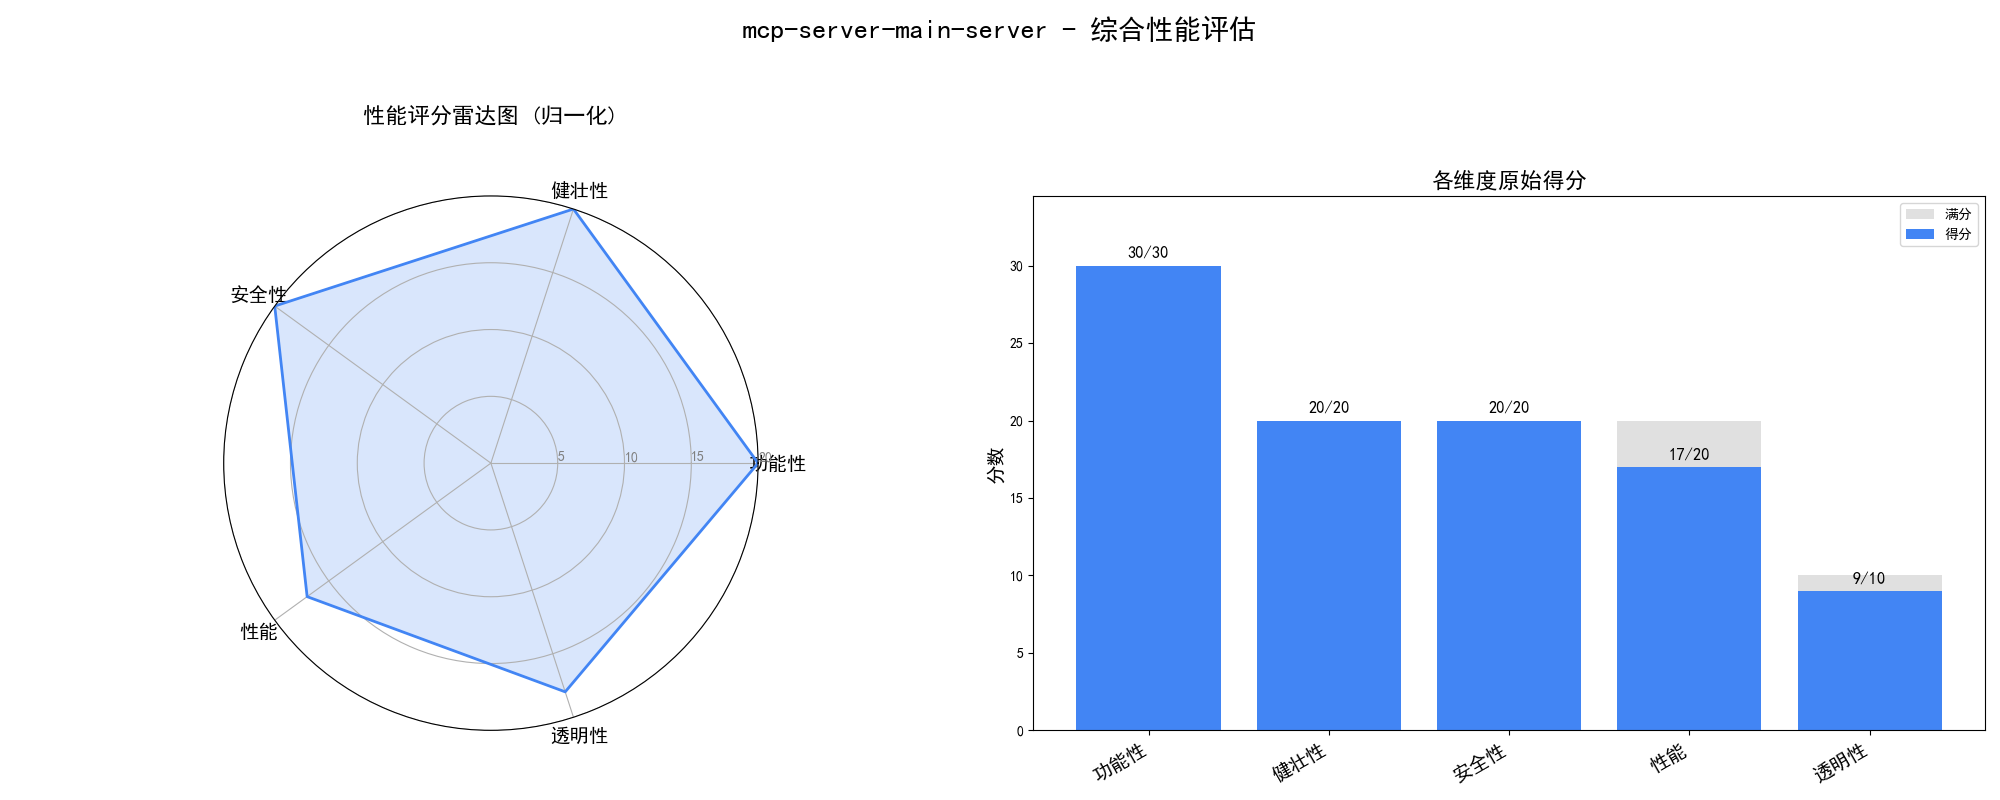 mcp-server-main-server - 综合性能评估
性能评分雷达图 (归一化)
健壮性
安全性
功能性
5
10
15
20
性能
透明性
各维度原始得分
满分
得分
分数
30
25
20
15
10
5
0
30/30
20/20
20/20
17/20
9/10
功能性
健壮性
安全性
性能
透明性